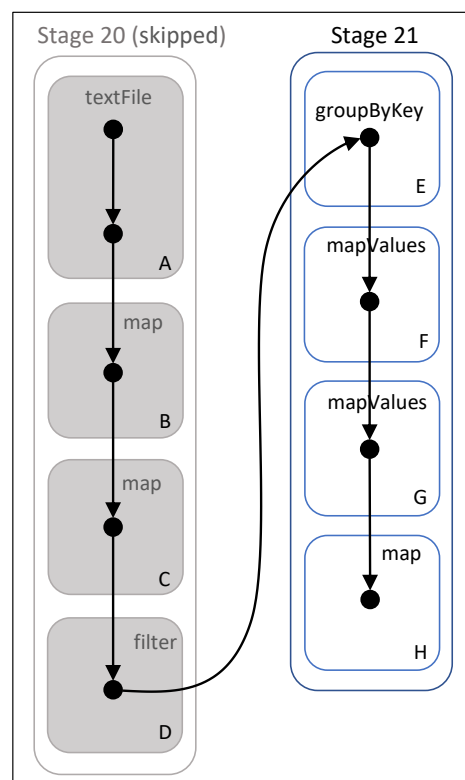 Stage 20 (skipped)
textFile
A
map
B
map
C
filter
D
Stage 21
groupByKey
E
mapValues
F
mapValues
G
map
H